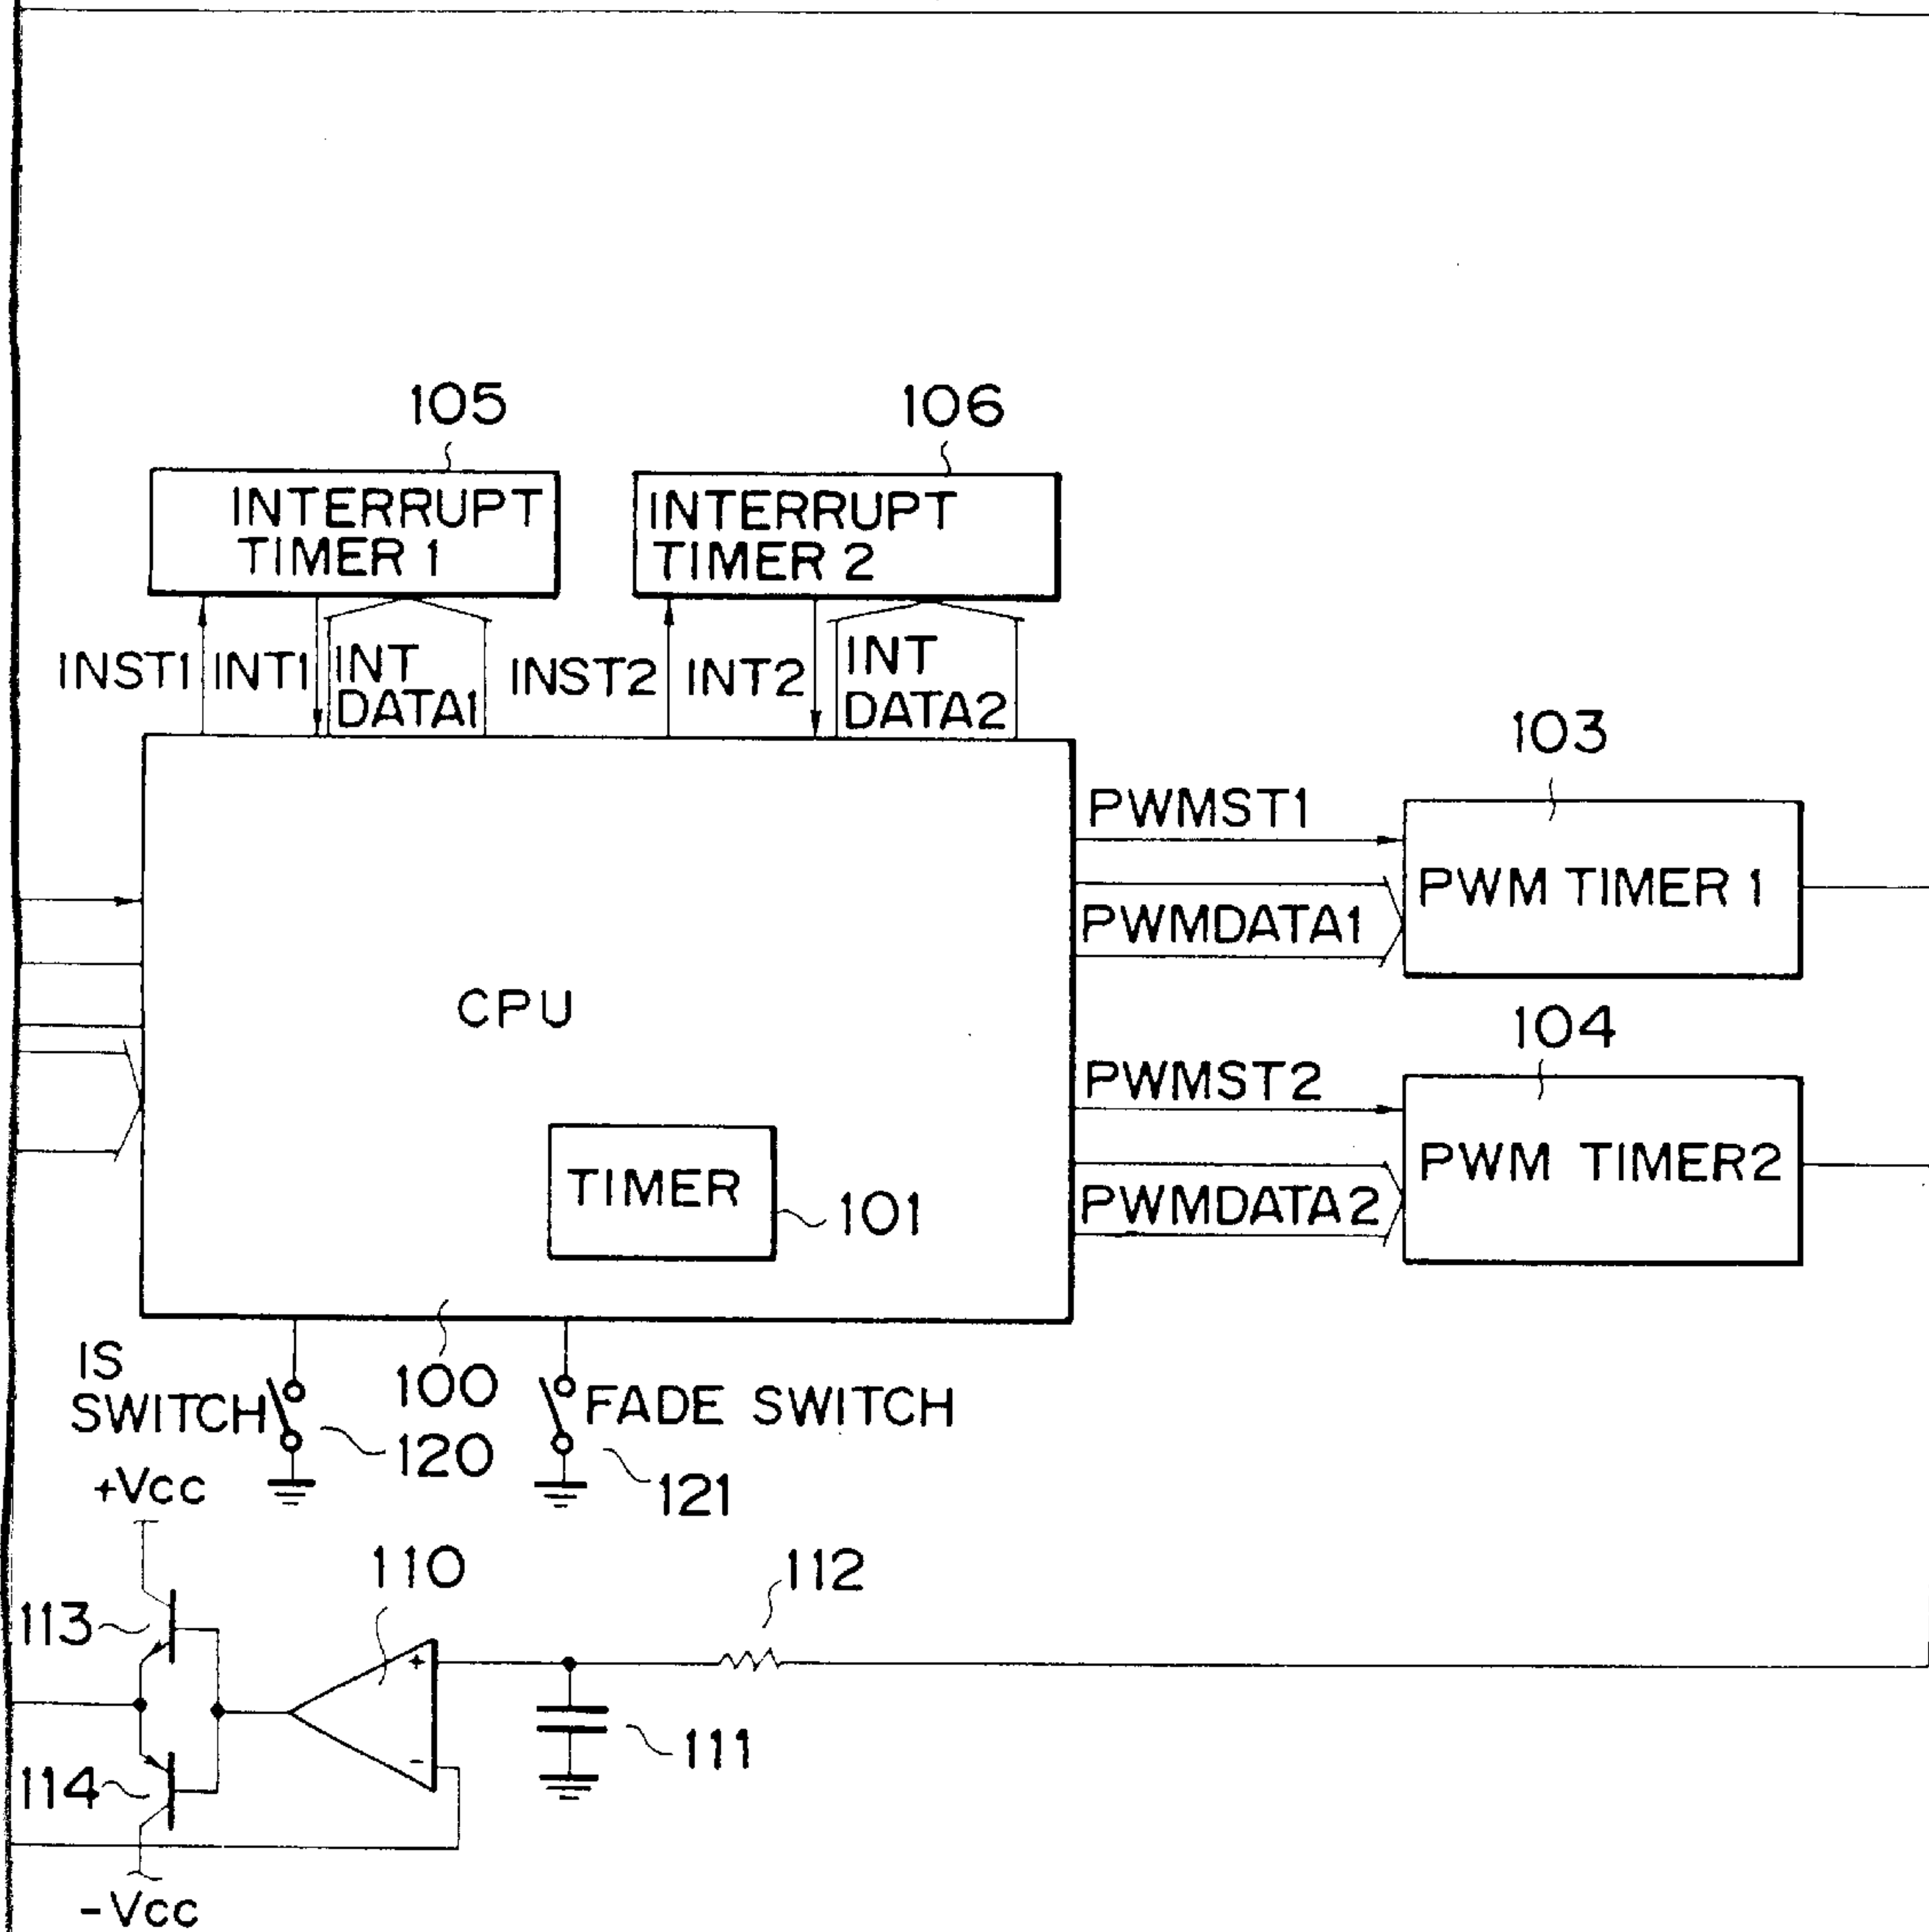 105
106
INTERRUPT
TIMER 1
INTERRUPT
TIMER 2
INST1
INT1
INT
DATA1
INST2
INT2
INT
DATA2
103
PWMST1
PWM TIMER 1
PWMDATA1
CPU
104
PWMST2
PWM TIMER2
PWMDATA2
TIMER
101
IS
SWITCH
100
120
FADE SWITCH
121
+Vcc
110
112
113
+
-
111
114
-Vcc